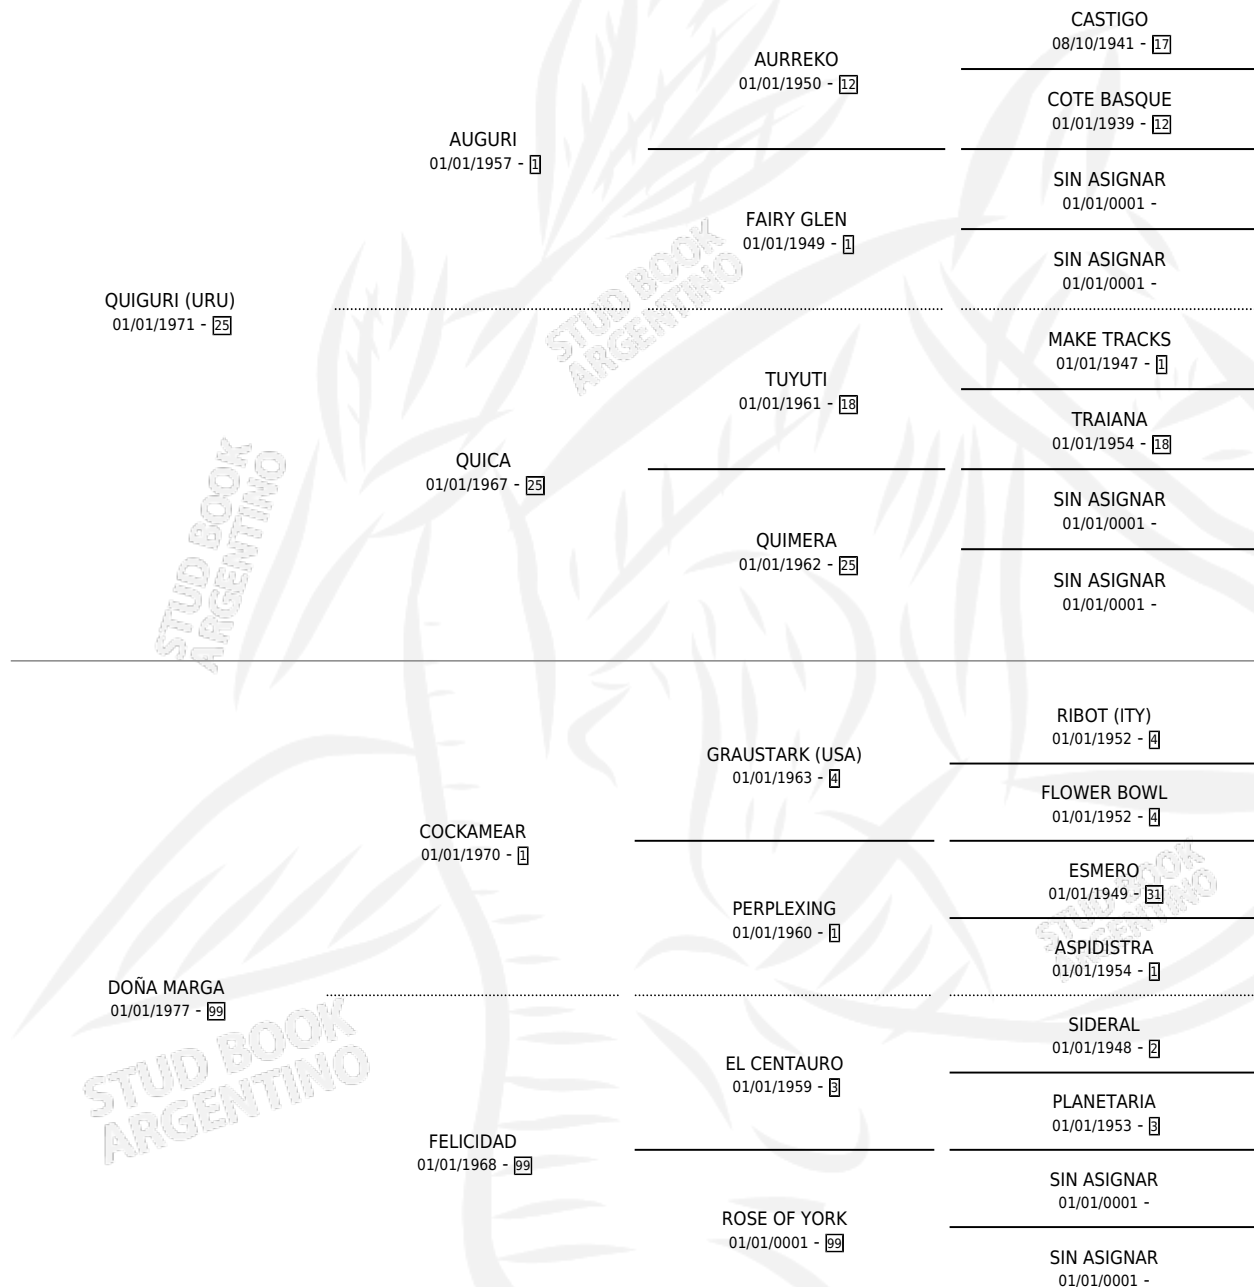 CASTIGO
08/10/1941 - 17
AURREKO
01/01/1950 - 12
COTE BASQUE
01/01/1939 - 12
AUGURI
01/01/1957 - 1
SIN ASIGNAR
01/01/0001 -
FAIRY GLEN
01/01/1949 - 1
SIN ASIGNAR
01/01/0001 -
QUIGURI (URU)
01/01/1971 - 25
MAKE TRACKS
01/01/1947 - 1
TUYUTI
01/01/1961 - 18
TRAIANA
01/01/1954 - 18
QUICA
01/01/1967 - 25
SIN ASIGNAR
01/01/0001 -
QUIMERA
01/01/1962 - 25
SIN ASIGNAR
01/01/0001 -
STUD BOOK
ARGENTINO
STUD BOOK
ARGENTINO
RIBOT (ITY)
01/01/1952 - 4
GRAUSTARK (USA)
01/01/1963 - 4
FLOWER BOWL
01/01/1952 - 4
COCKAMEAR
01/01/1970 - 1
ESMERO
01/01/1949 - 31
PERPLEXING
01/01/1960 - 1
ASPIDISTRA
01/01/1954 - 1
DOÑA MARGA
01/01/1977 - 99
SIDERAL
01/01/1948 - 2
EL CENTAURO
01/01/1959 - 3
PLANETARIA
01/01/1953 - 3
FELICIDAD
01/01/1968 - 99
SIN ASIGNAR
01/01/0001 -
ROSE OF YORK
01/01/0001 - 99
SIN ASIGNAR
01/01/0001 -
STUD BOOK
ARGENTINO
STUD BOOK
ARGENTINO